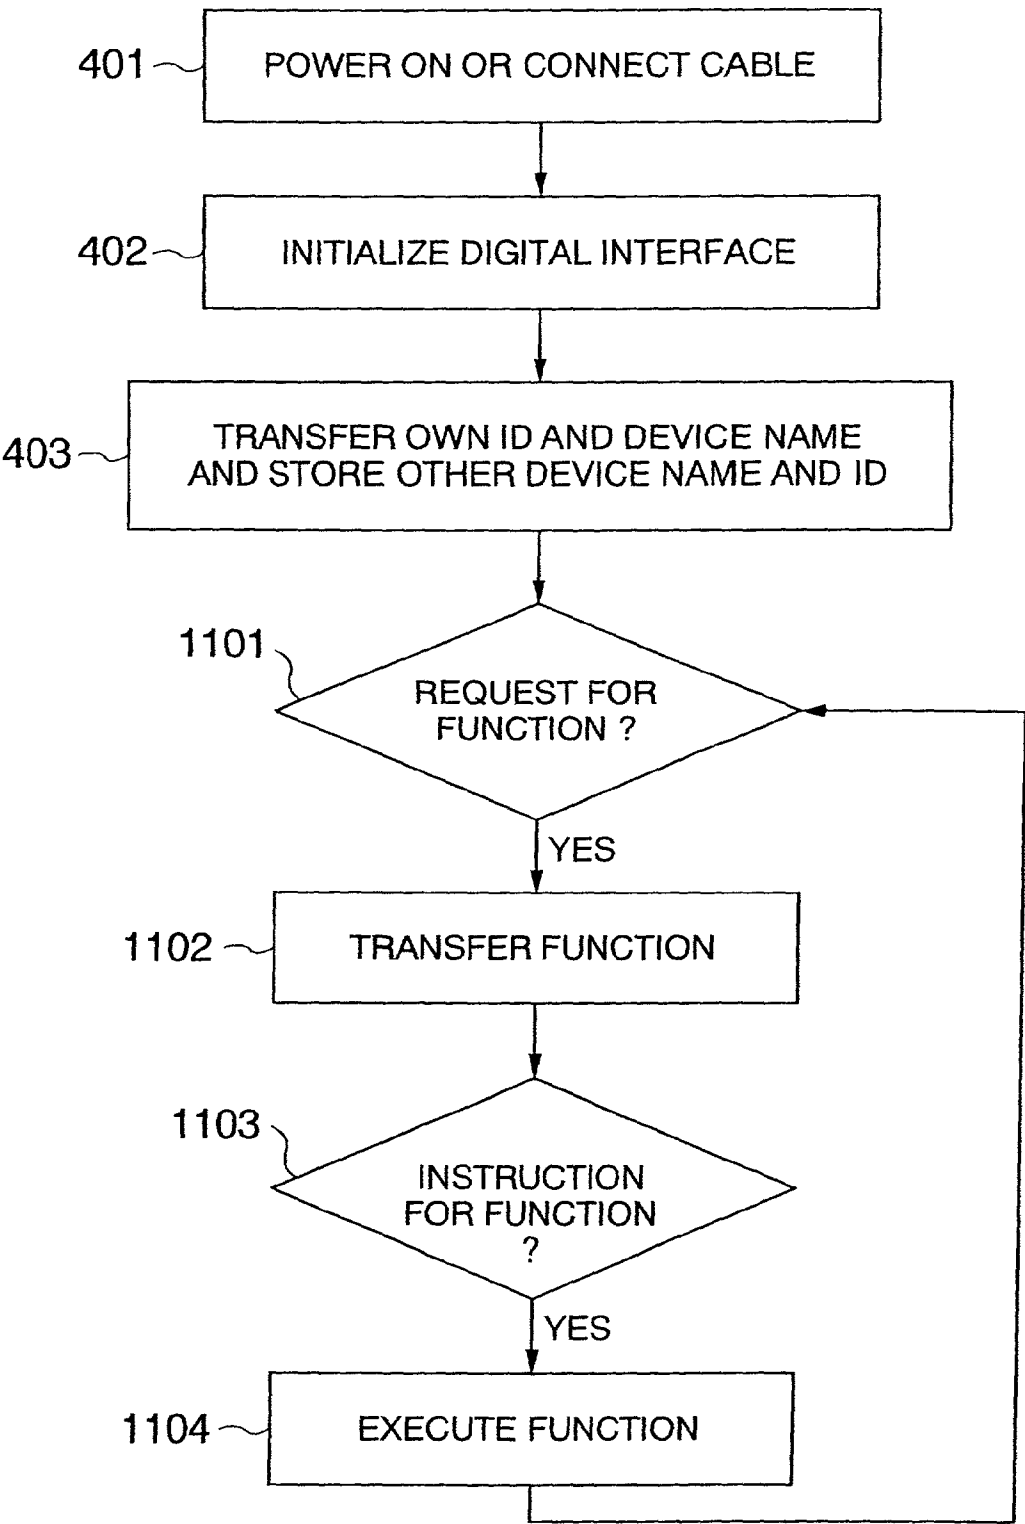 401
POWER ON OR CONNECT CABLE
402
INITIALIZE DIGITAL INTERFACE
403
TRANSFER OWN ID AND DEVICE NAME
AND STORE OTHER DEVICE NAME AND ID
1101
REQUEST FOR
FUNCTION ?
YES
1102
TRANSFER FUNCTION
1103
INSTRUCTION
FOR FUNCTION
?
YES
1104
EXECUTE FUNCTION